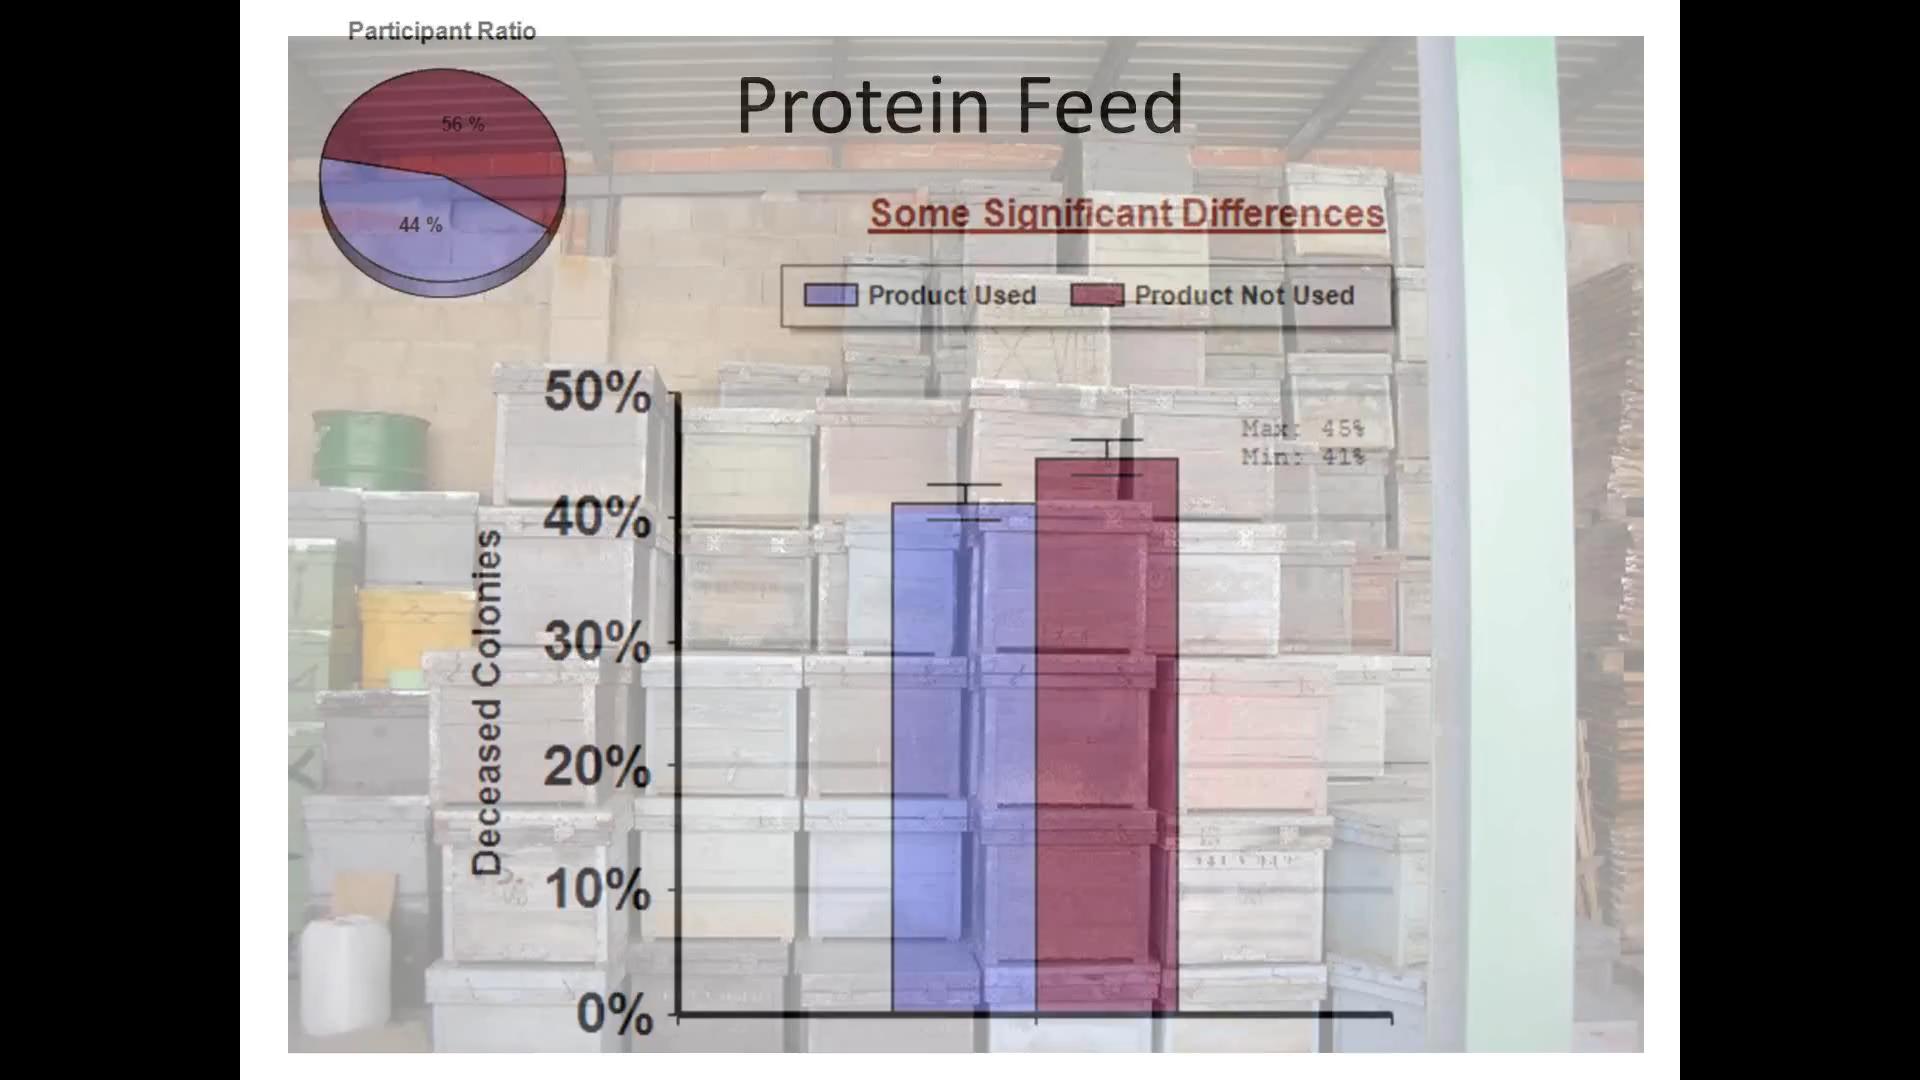 Participant Ratio
56 %
44 %
Protein Feed
Some Significant Differences
Product Used
Product Not Used
Max: 45%
Min: 41%
Deceased Colonies
50%
40%
30%
20%
10%
0%